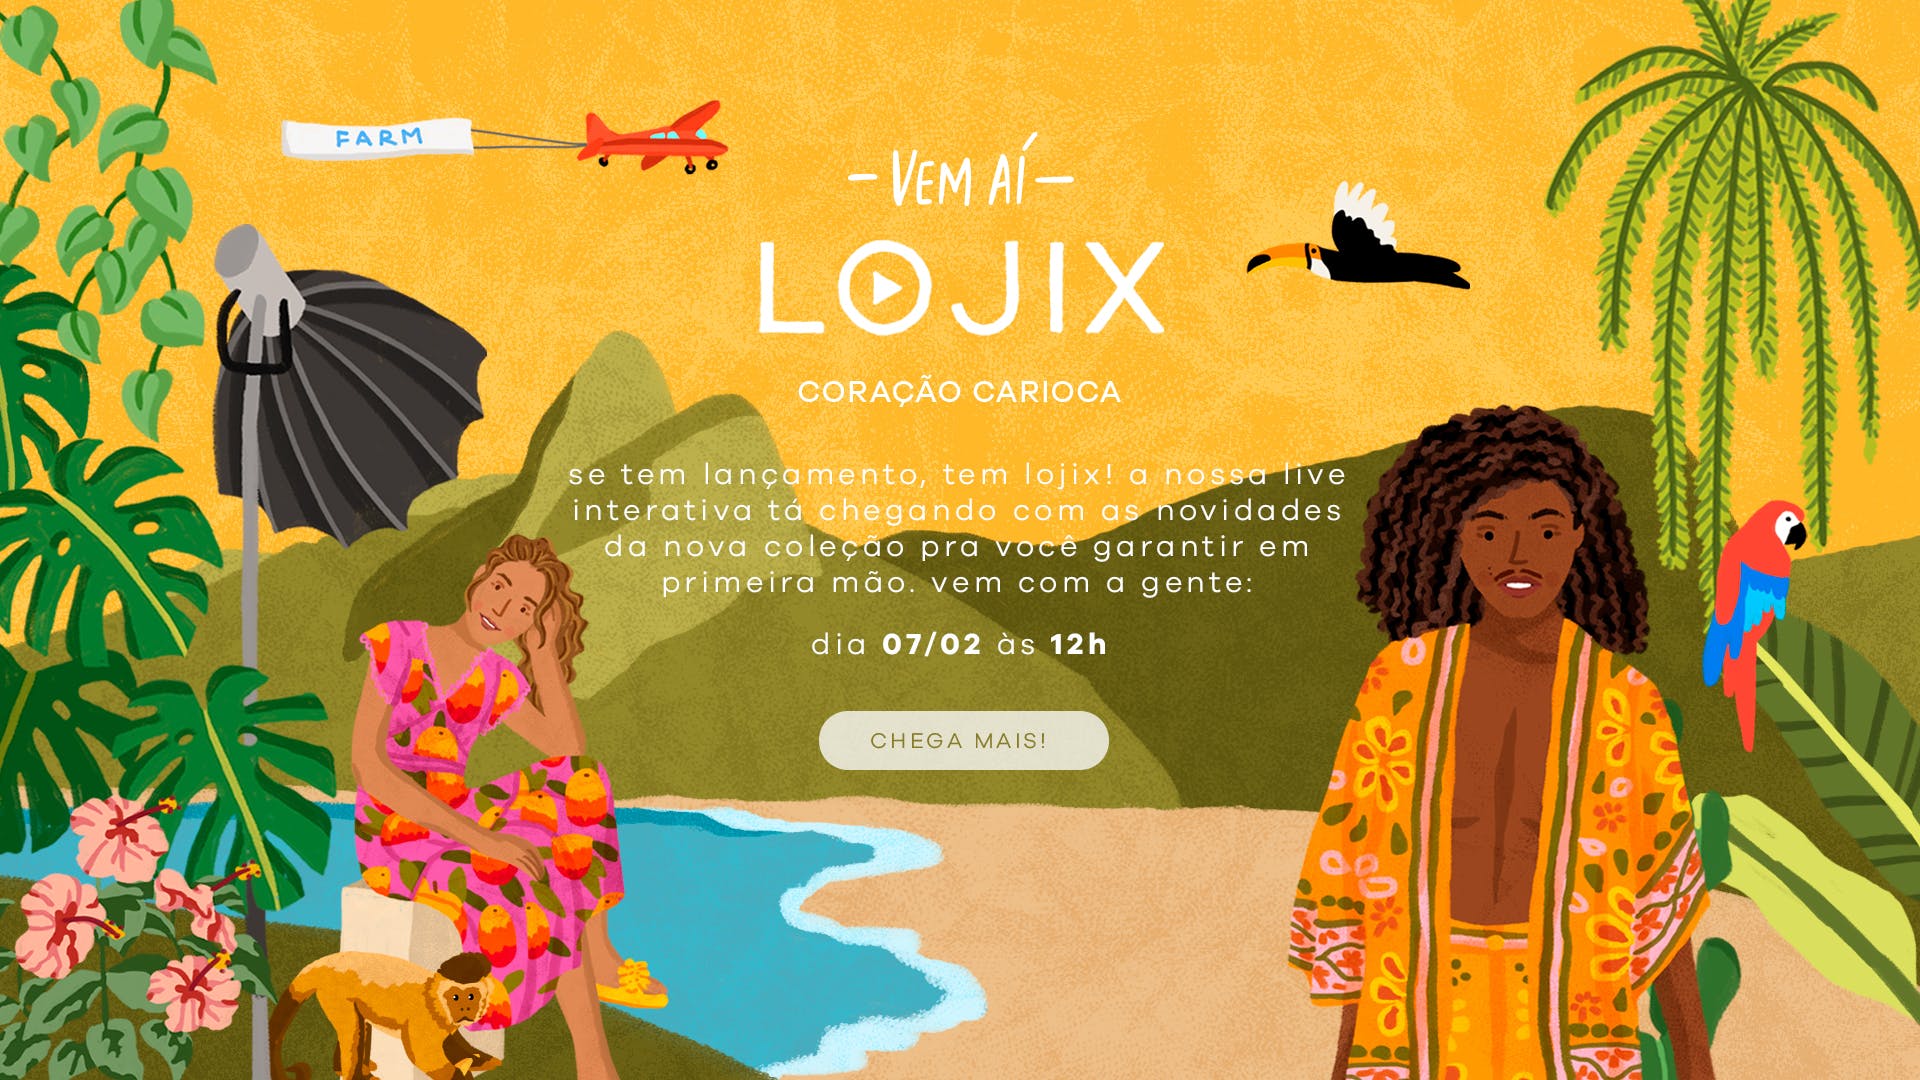 FARM
- VEM AÍ -
LOJIX
CORAÇÃO CARIOCA
se tem lançamento, tem lojix! a nossa live
interativa tá chegando com as novidades
da nova coleção pra você garantir em
primeira mão. vem com a gente:
dia 07/02 às 12h
CHEGA MAIS!